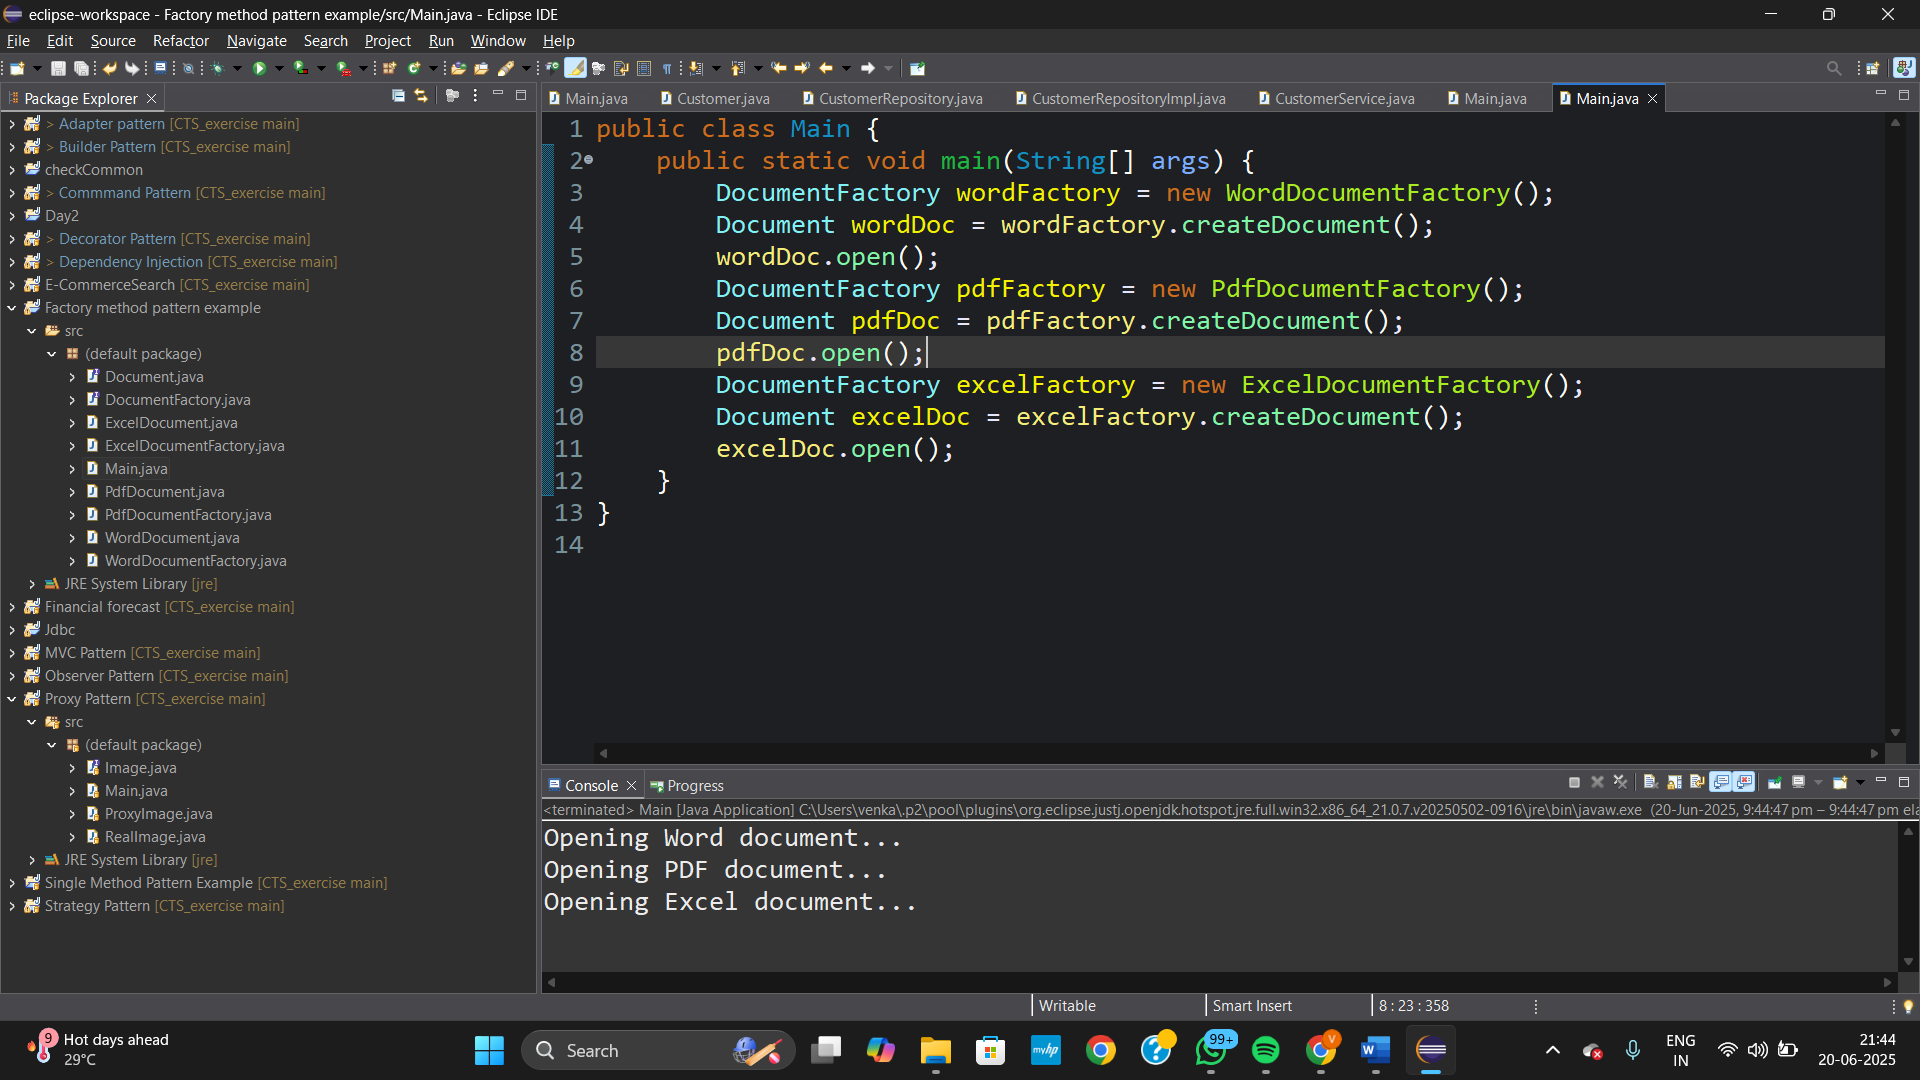 eclipse-workspace - Factory method pattern example/src/Main.java - Eclipse IDE
File Edit Source Refactor Navigate Search Project Run Window Help
Package Explorer
> Adapter pattern [CTS_exercise main]
> Builder Pattern [CTS_exercise main]
checkCommon
> Commmand Pattern [CTS_exercise main]
Day2
> Decorator Pattern [CTS_exercise main]
> Dependency Injection [CTS_exercise main]
E-CommerceSearch [CTS_exercise main]
Factory method pattern example
src
(default package)
Document.java
DocumentFactory.java
ExcelDocument.java
ExcelDocumentFactory.java
Main.java
PdfDocument.java
PdfDocumentFactory.java
WordDocument.java
WordDocumentFactory.java
JRE System Library [jre]
Financial forecast [CTS_exercise main]
Jdbc
MVC Pattern [CTS_exercise main]
Observer Pattern [CTS_exercise main]
Proxy Pattern [CTS_exercise main]
src
(default package)
Image.java
Main.java
ProxyImage.java
RealImage.java
JRE System Library [jre]
Single Method Pattern Example [CTS_exercise main]
Strategy Pattern [CTS_exercise main]
Main.java Customer.java CustomerRepository.java CustomerRepositoryImpl.java CustomerService.java Main.java Main.java
1 public class Main {
2 public static void main(String[] args) {
3 DocumentFactory wordFactory = new WordDocumentFactory();
4 Document wordDoc = wordFactory.createDocument();
5 wordDoc.open();
6 DocumentFactory pdfFactory = new PdfDocumentFactory();
7 Document pdfDoc = pdfFactory.createDocument();
8 pdfDoc.open();
9 DocumentFactory excelFactory = new ExcelDocumentFactory();
10 Document excelDoc = excelFactory.createDocument();
11 excelDoc.open();
12 }
13 }
14
Console Progress
<terminated> Main [Java Application] C:\Users\venka\.p2\pool\plugins\org.eclipse.justj.openjdk.hotspot.jre.full.win32.x86_64_21.0.7.v20250502-0916\jre\bin\javaw.exe (20-Jun-2025, 9:44:47 pm – 9:44:47 pm ela
Opening Word document...
Opening PDF document...
Opening Excel document...
Writable Smart Insert 8 : 23 : 358
9
Hot days ahead
29°C
Search
myhp
99+
V
ENG
IN
21:44
20-06-2025